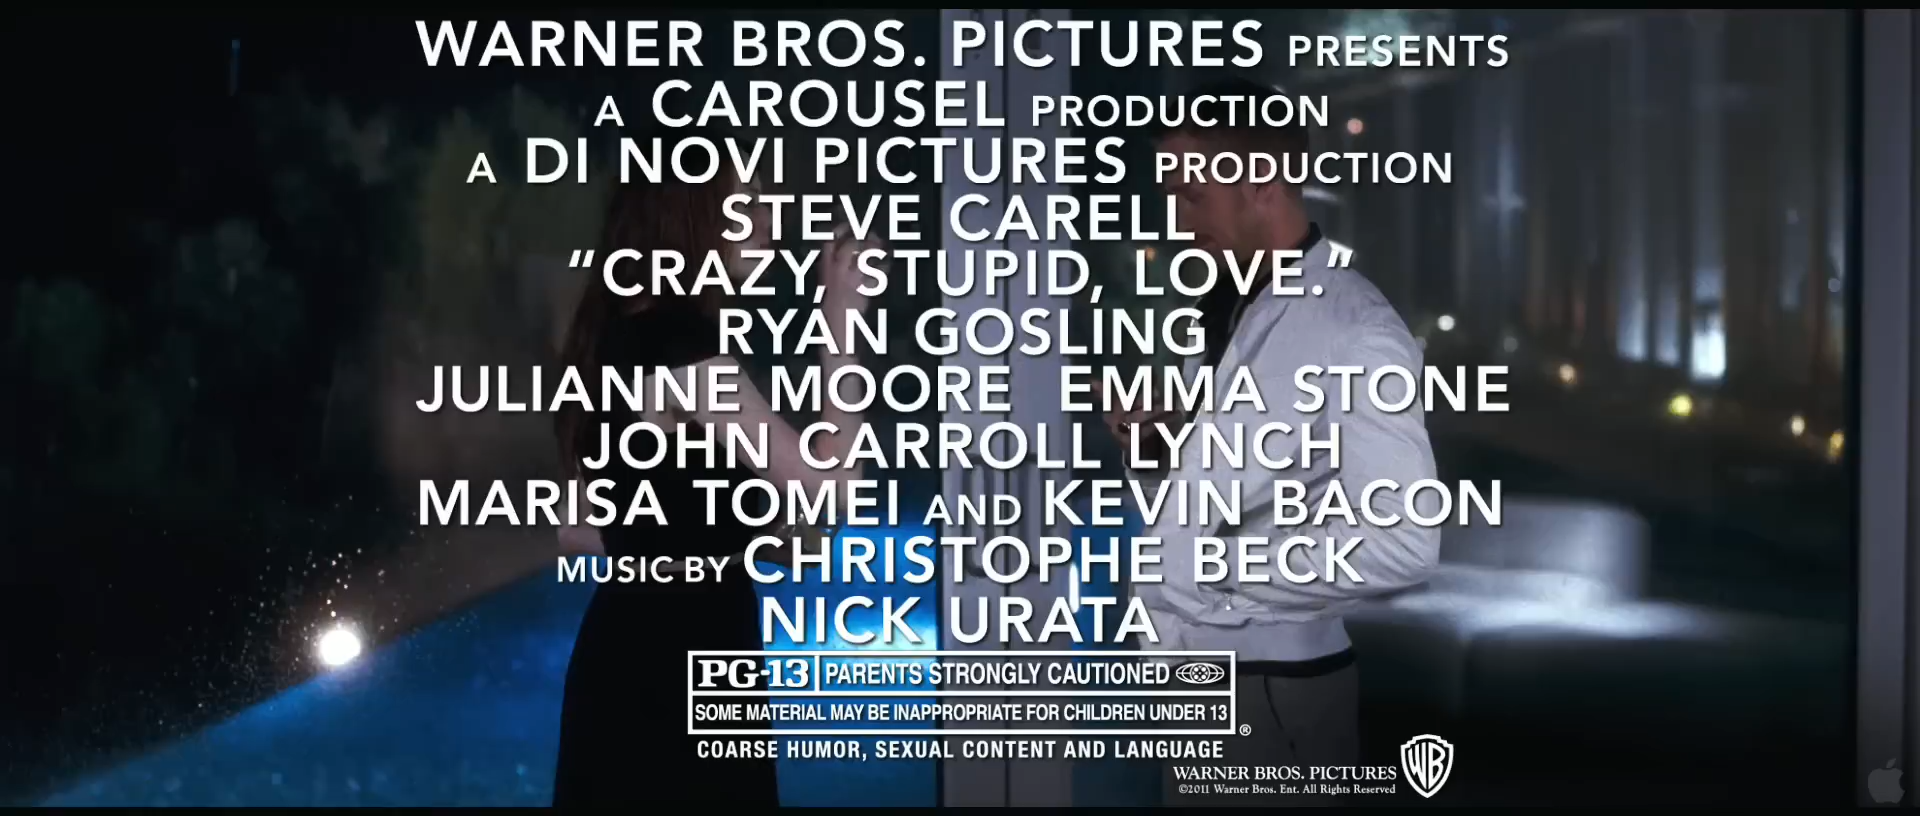 WARNER BROS. PICTURES PRESENTS
A CAROUSEL PRODUCTION
A DI NOVI PICTURES PRODUCTION
STEVE CARELL
“CRAZY, STUPID, LOVE.”
RYAN GOSLING
JULIANNE MOORE EMMA STONE
JOHN CARROLL LYNCH
MARISA TOMEI AND KEVIN BACON
MUSIC BY CHRISTOPHE BECK
NICK URATA
PG-13 PARENTS STRONGLY CAUTIONED
SOME MATERIAL MAY BE INAPPROPRIATE FOR CHILDREN UNDER 13 ®
COARSE HUMOR, SEXUAL CONTENT AND LANGUAGE
WARNER BROS. PICTURES WB
©2011 Warner Bros. Ent. All Rights Reserved